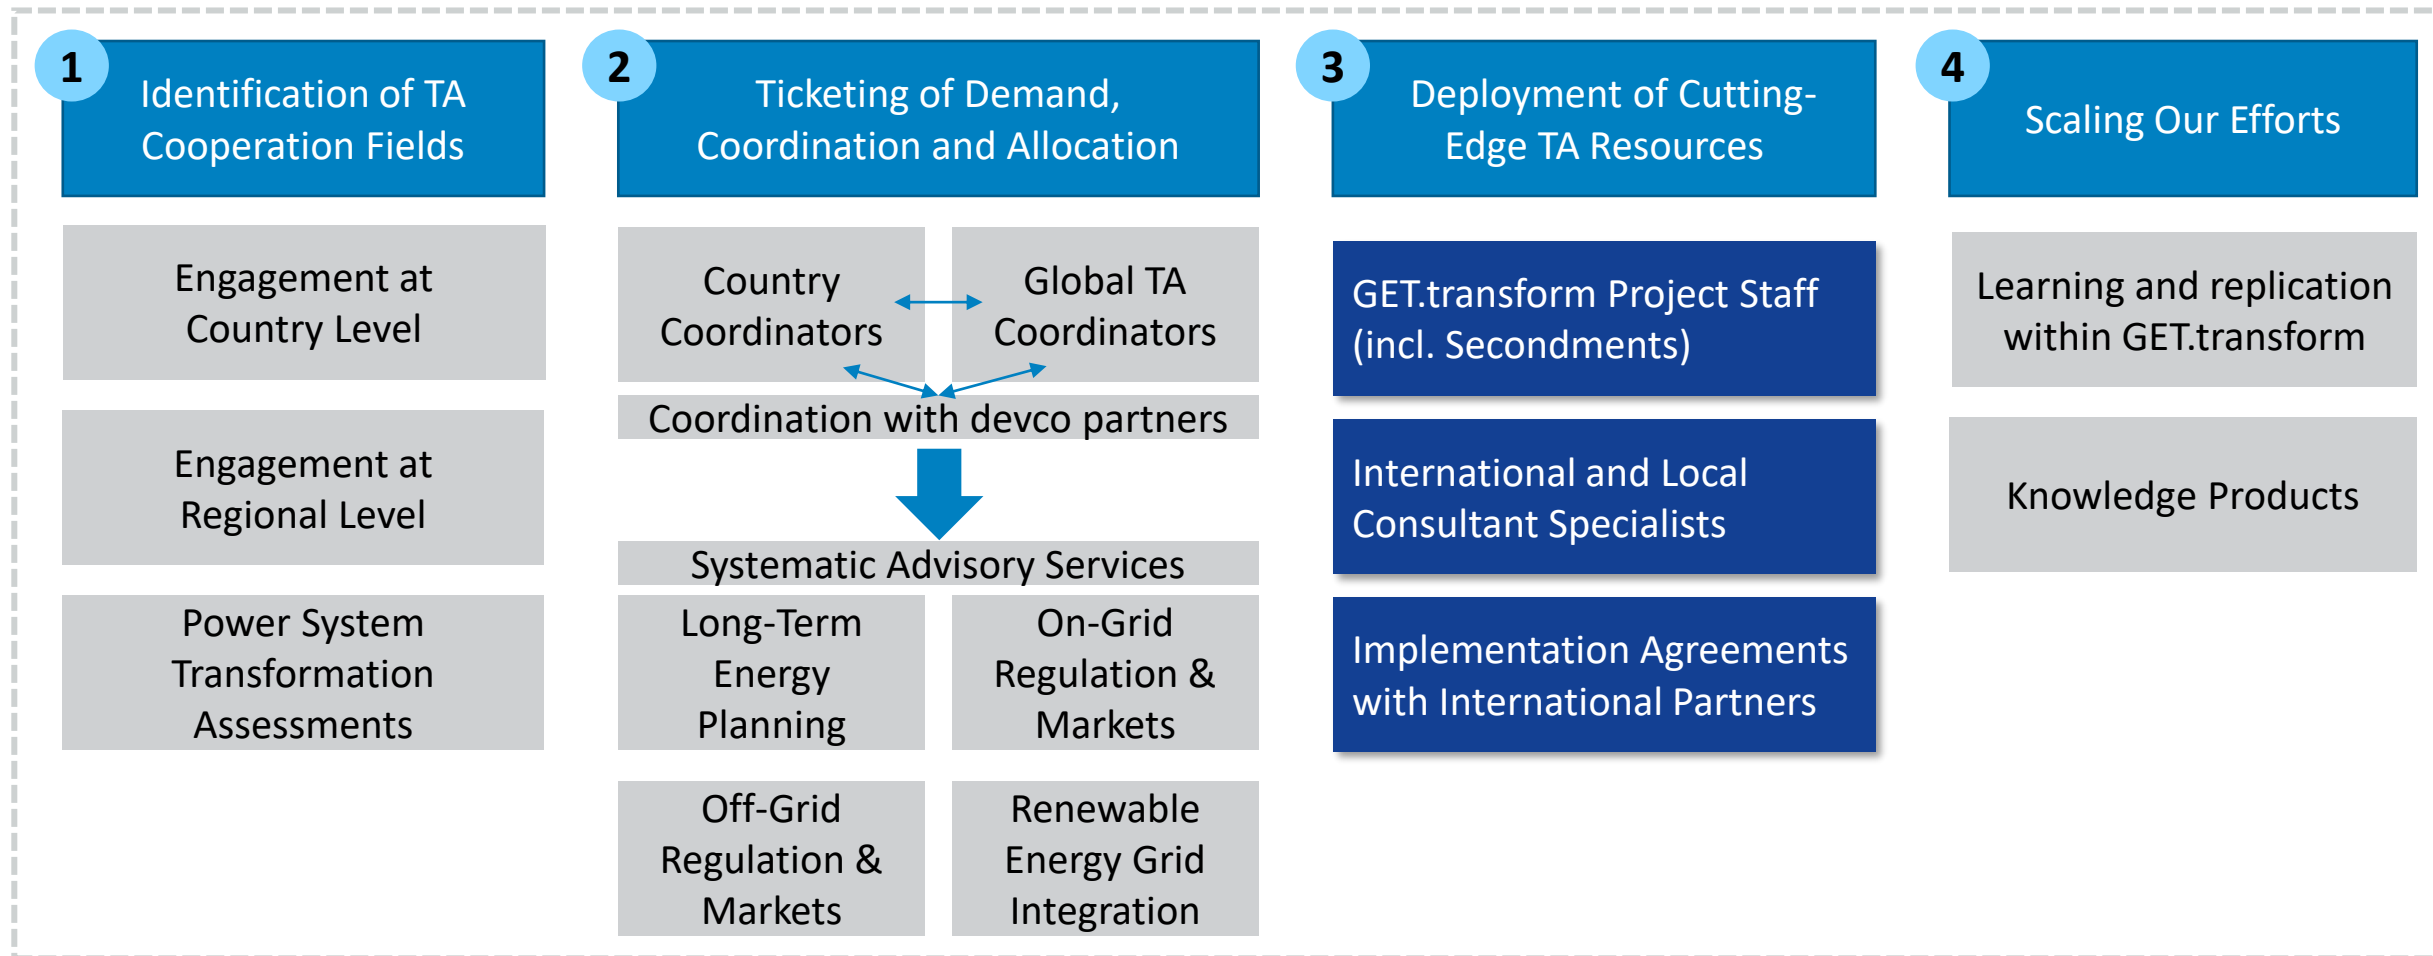 1
Identification of TA
Cooperation Fields
Engagement at
Country Level
Engagement at
Regional Level
Power System
Transformation
Assessments
2
Ticketing of Demand,
Coordination and Allocation
Country
Coordinators
Global TA
Coordinators
Coordination with devco partners
Systematic Advisory Services
Long-Term
Energy
Planning
On-Grid
Regulation &
Markets
Off-Grid
Regulation &
Markets
Renewable
Energy Grid
Integration
3
Deployment of Cutting-
Edge TA Resources
GET.transform Project Staff
(incl. Secondments)
International and Local
Consultant Specialists
Implementation Agreements
with International Partners
4
Scaling Our Efforts
Learning and replication
within GET.transform
Knowledge Products